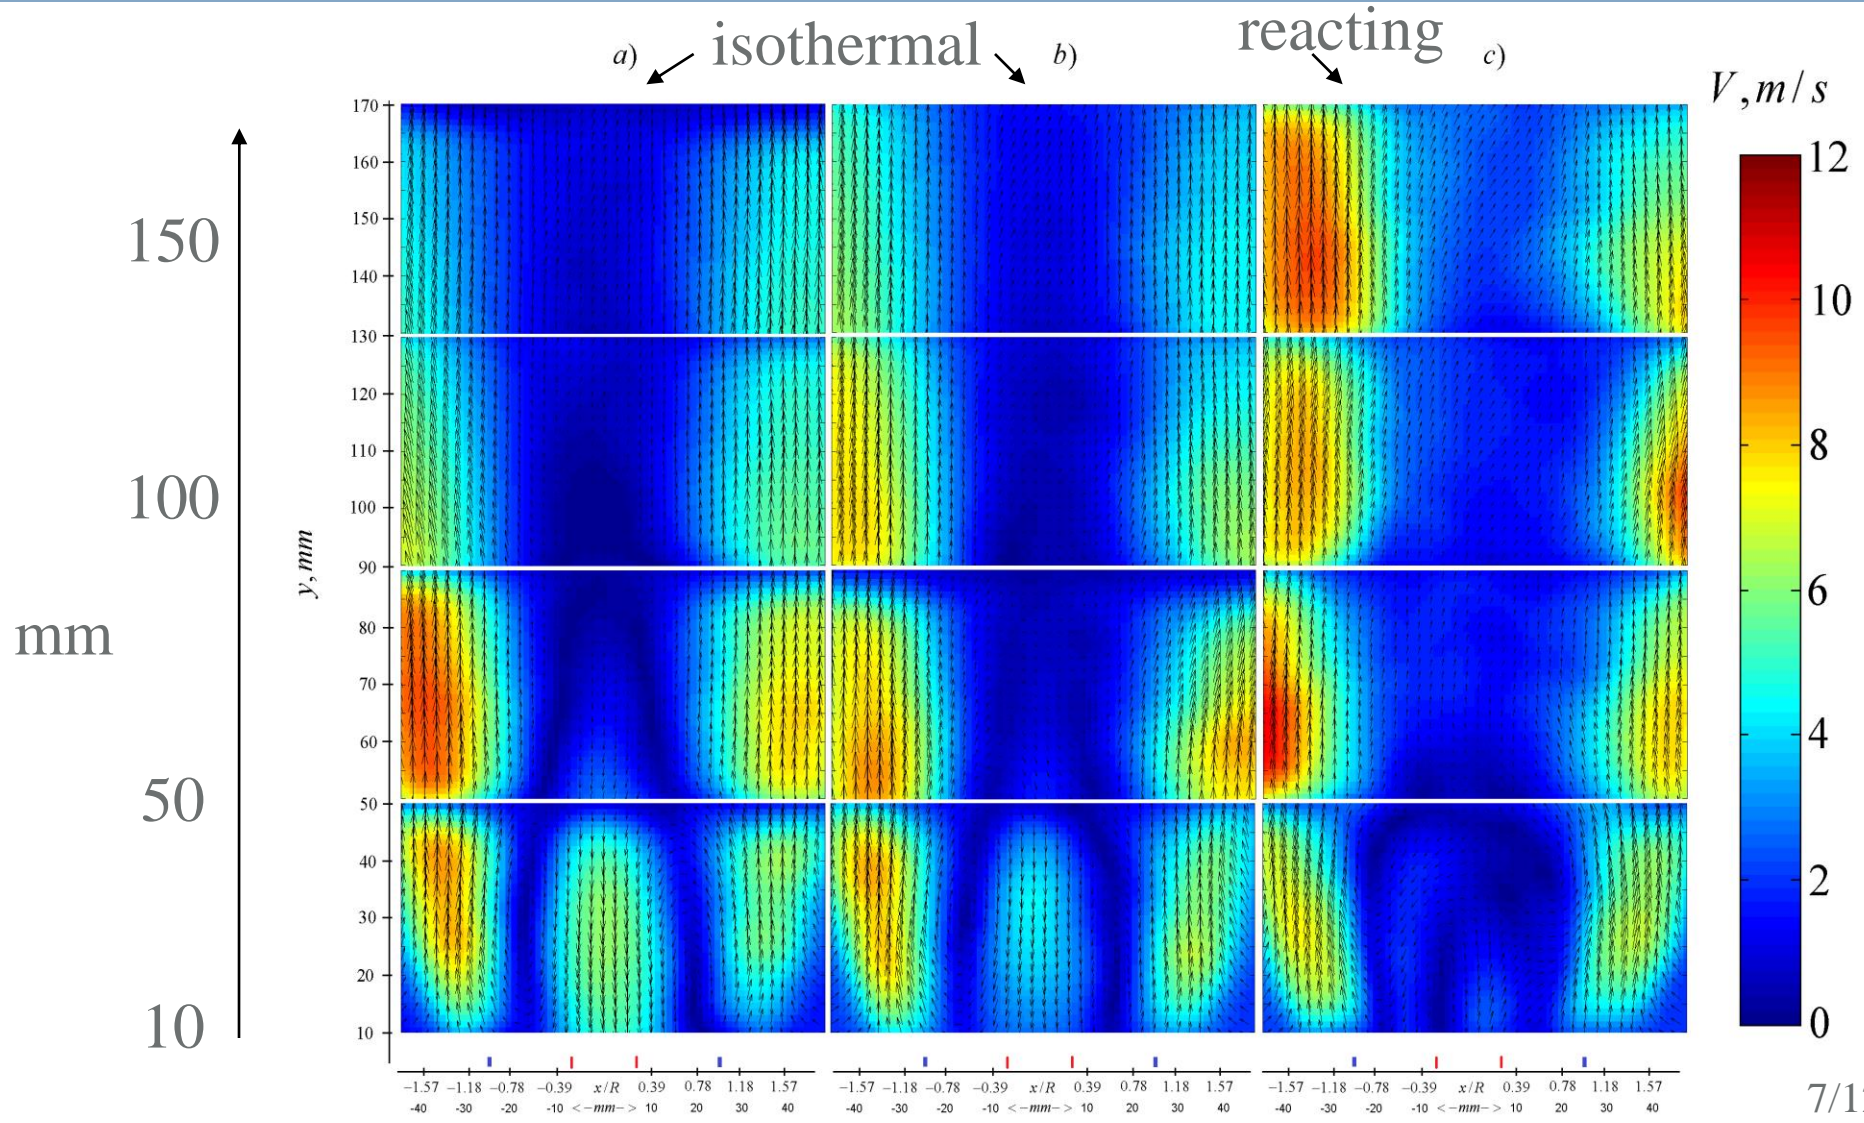 isothermal
reacting
a)
b)
c)
V, m/s
170
160
150
140
130
120
110
100
90
80
70
60
50
40
30
20
10
y, mm
150
100
mm
50
10
12
10
8
6
4
2
0
−1.57 −1.18 −0.78 −0.39 x/R 0.39 0.78 1.18 1.57
-40 -30 -20 -10 <−mm−> 10 20 30 40
−1.57 −1.18 −0.78 −0.39 x/R 0.39 0.78 1.18 1.57
-40 -30 -20 -10 <−mm−> 10 20 30 40
−1.57 −1.18 −0.78 −0.39 x/R 0.39 0.78 1.18 1.57
-40 -30 -20 -10 <−mm−> 10 20 30 40